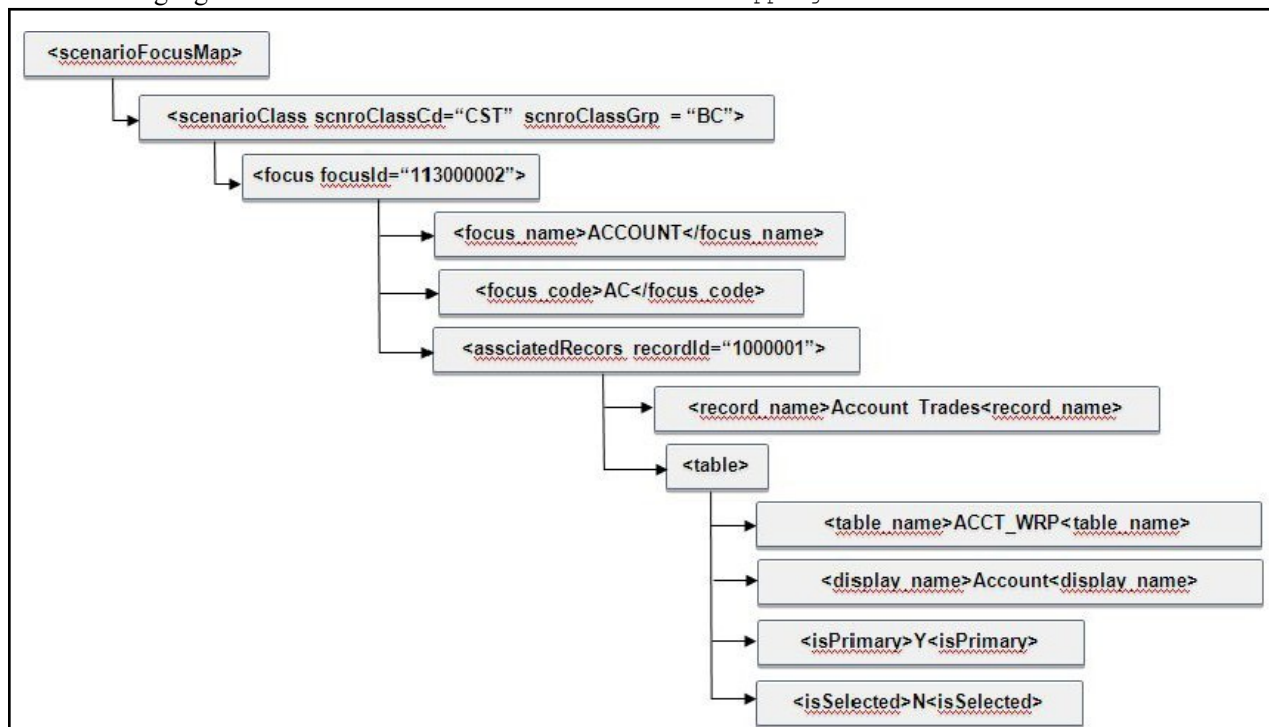 <scenarioFocusMap>
<scenarioClass scnroClassCd=“CST” scnroClassGrp = “BC”>
<focus focusId=“113000002”>
<focus_name>ACCOUNT</focus_name>
<focus_code>AC</focus_code>
<assciatedRecors recordId=“1000001”>
<record_name>Account Trades<record_name>
<table>
<table_name>ACCT_WRP<table_name>
<display_name>Account<display_name>
<isPrimary>Y<isPrimary>
<isSelected>N<isSelected>